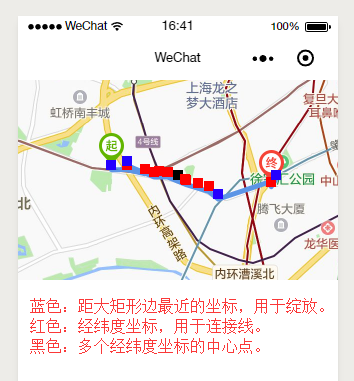 WeChat 16:41 100%
WeChat
上海龙之
梦大酒店
复旦大
耳鼻喉
虹桥南丰城
4号线
起
终
徐 汇公园
中山
北
内环高架路
腾飞大厦
龙华医
内环漕溪北
蓝色：距大矩形边最近的坐标，用于绽放。
红色：经纬度坐标，用于连接线。
黑色：多个经纬度坐标的中心点。